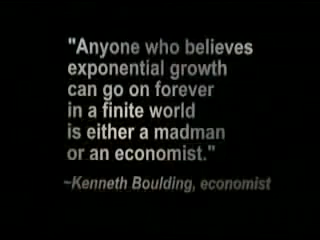 "Anyone who believes
exponential growth
can go on forever
in a finite world
is either a madman
or an economist."
~Kenneth Boulding, economist